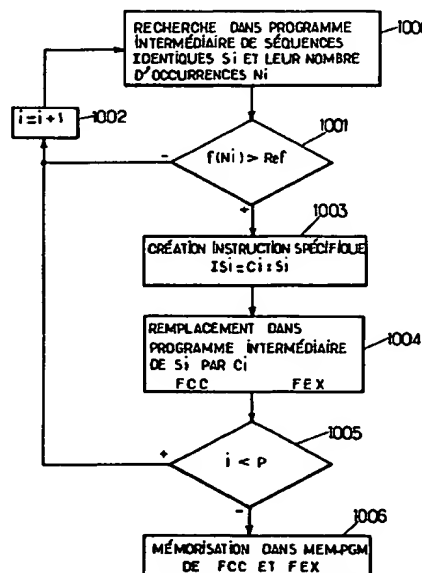 RECHERCHE DANS PROGRAMME
INTERMÉDIAIRE DE SÉQUENCES
IDENTIQUES Si ET LEUR NOMBRE
D'OCCURRENCES Ni
i=i+1
1002
1001
-
f(Ni) > Ref
+
1003
CRÉATION INSTRUCTION SPÉCIFIQUE
ISi=Ci:Si
REMPLACEMENT DANS
PROGRAMME INTERMÉDIAIRE
DE Si PAR Ci
FCC FEX
1004
1005
+
i < P
-
1006
MÉMORISATION DANS MEM-PGM
DE FCC ET FEX